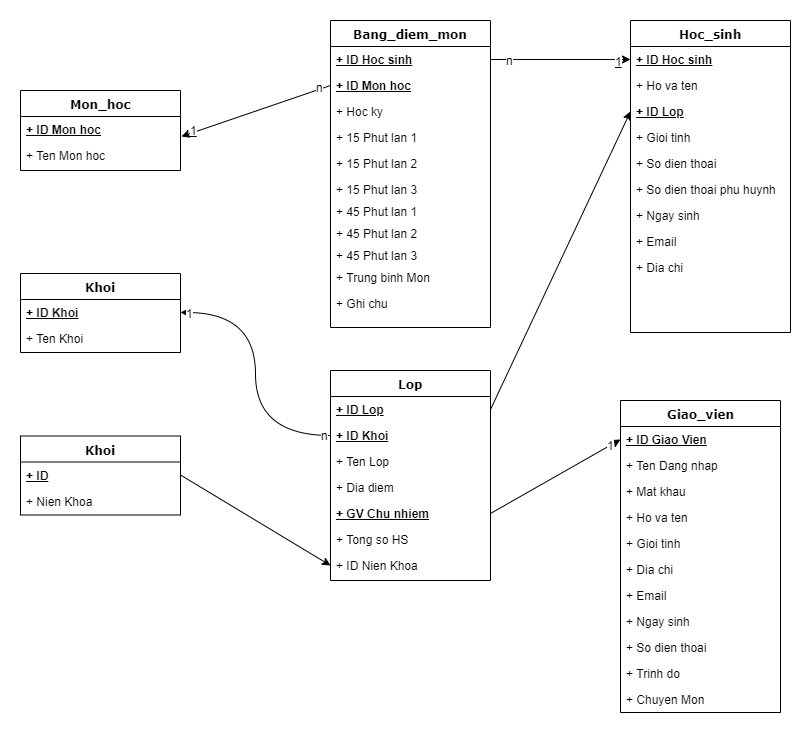 Bang_diem_mon
+ ID Hoc sinh
+ ID Mon hoc
+ Hoc ky
+ 15 Phut lan 1
+ 15 Phut lan 2
+ 15 Phut lan 3
+ 45 Phut lan 1
+ 45 Phut lan 2
+ 45 Phut lan 3
+ Trung binh Mon
+ Ghi chu
n
1
Hoc_sinh
+ ID Hoc sinh
+ Ho va ten
+ ID Lop
+ Gioi tinh
+ So dien thoai
+ So dien thoai phu huynh
+ Ngay sinh
+ Email
+ Dia chi
n
1
Mon_hoc
+ ID Mon hoc
+ Ten Mon hoc
Khoi
+ ID Khoi
+ Ten Khoi
1
n
Lop
+ ID Lop
+ ID Khoi
+ Ten Lop
+ Dia diem
+ GV Chu nhiem
+ Tong so HS
+ ID Nien Khoa
Khoi
+ ID
+ Nien Khoa
1
Giao_vien
+ ID Giao Vien
+ Ten Dang nhap
+ Mat khau
+ Ho va ten
+ Gioi tinh
+ Dia chi
+ Email
+ Ngay sinh
+ So dien thoai
+ Trinh do
+ Chuyen Mon